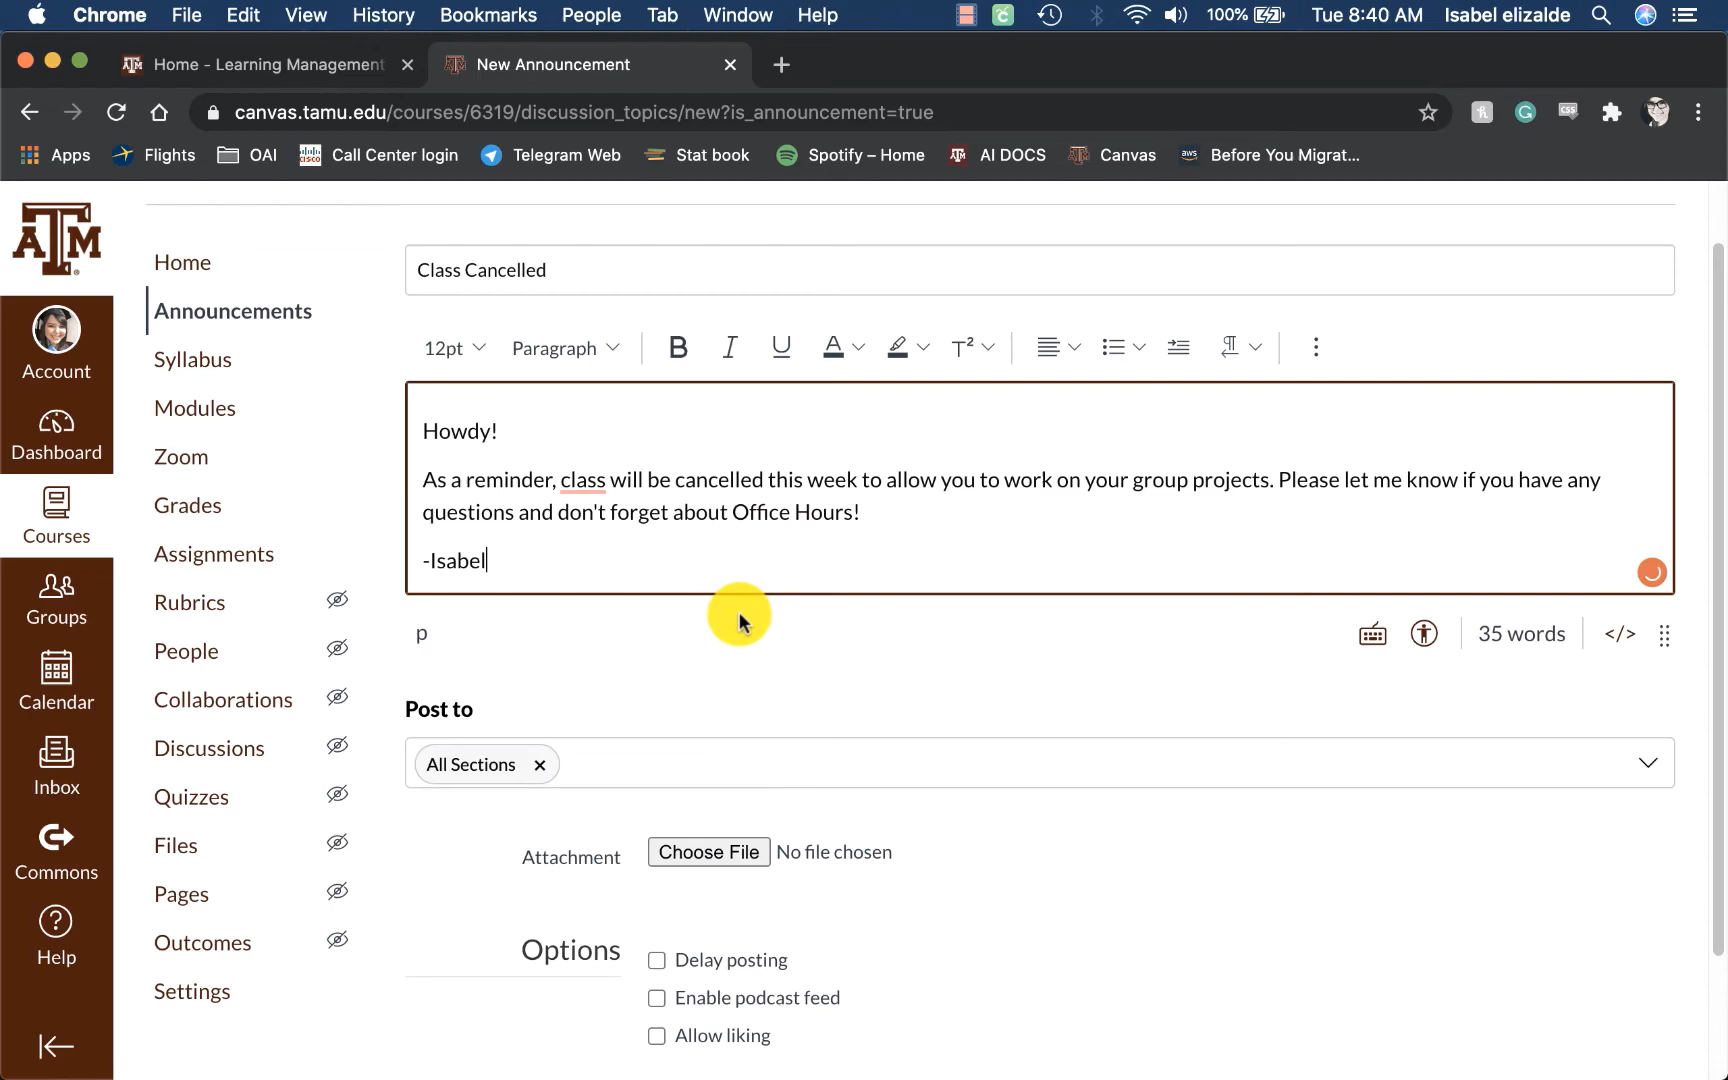 Chrome File Edit View History Bookmarks People Tab Window Help 100% Tue 8:40 AM Isabel elizalde
Home - Learning Management
New Announcement
canvas.tamu.edu/courses/6319/discussion_topics/new?is_announcement=true
Apps Flights OAI Call Center login Telegram Web Stat book Spotify – Home AI DOCS Canvas Before You Migrat...
ATM
Account
Dashboard
Courses
Groups
Calendar
Inbox
Commons
Help
Home
Announcements
Syllabus
Modules
Zoom
Grades
Assignments
Rubrics
People
Collaborations
Discussions
Quizzes
Files
Pages
Outcomes
Settings
Class Cancelled
12pt Paragraph B I U A T²
Howdy!
As a reminder, class will be cancelled this week to allow you to work on your group projects. Please let me know if you have any
questions and don't forget about Office Hours!
-Isabel
p 35 words </>
Post to
All Sections
Attachment Choose File No file chosen
Options
Delay posting
Enable podcast feed
Allow liking